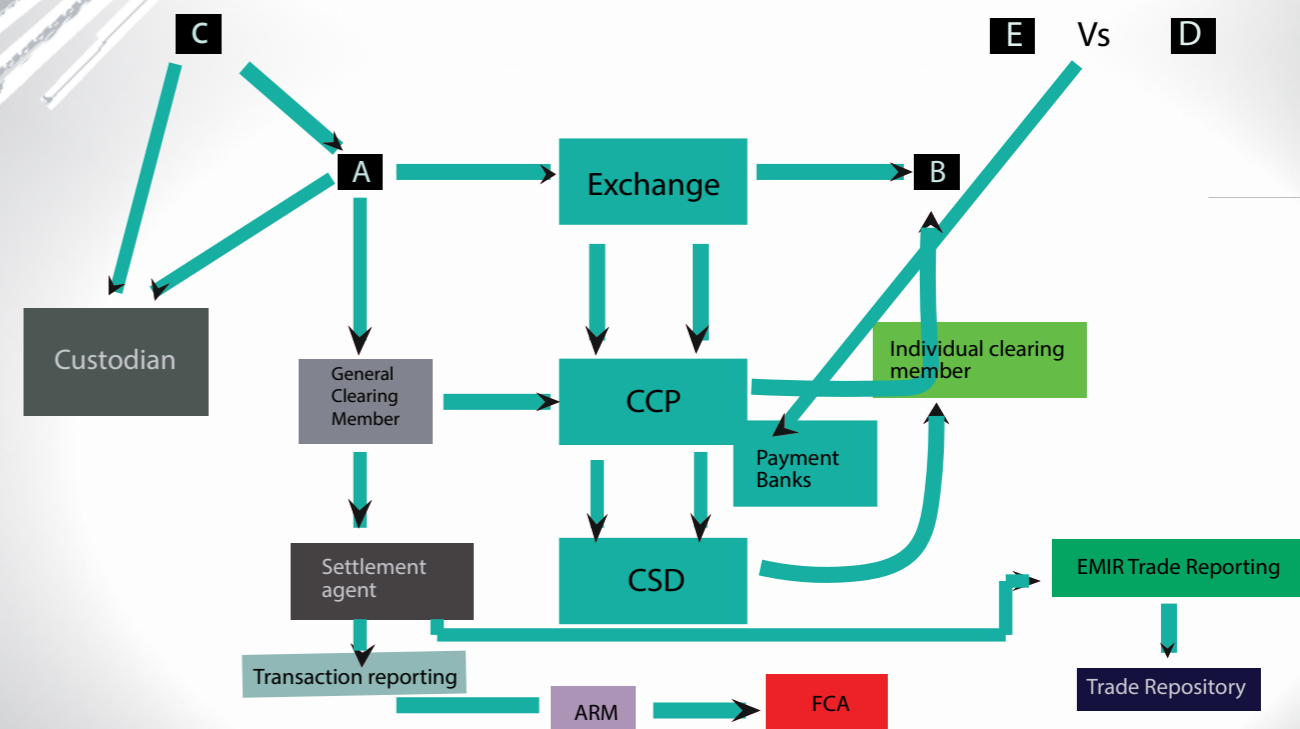 C
E Vs D
A
Exchange
B
Custodian
General
Clearing
Member
CCP
Individual clearing
member
Payment
Banks
Settlement
agent
CSD
EMIR Trade Reporting
Transaction reporting
Trade Repository
ARM
FCA